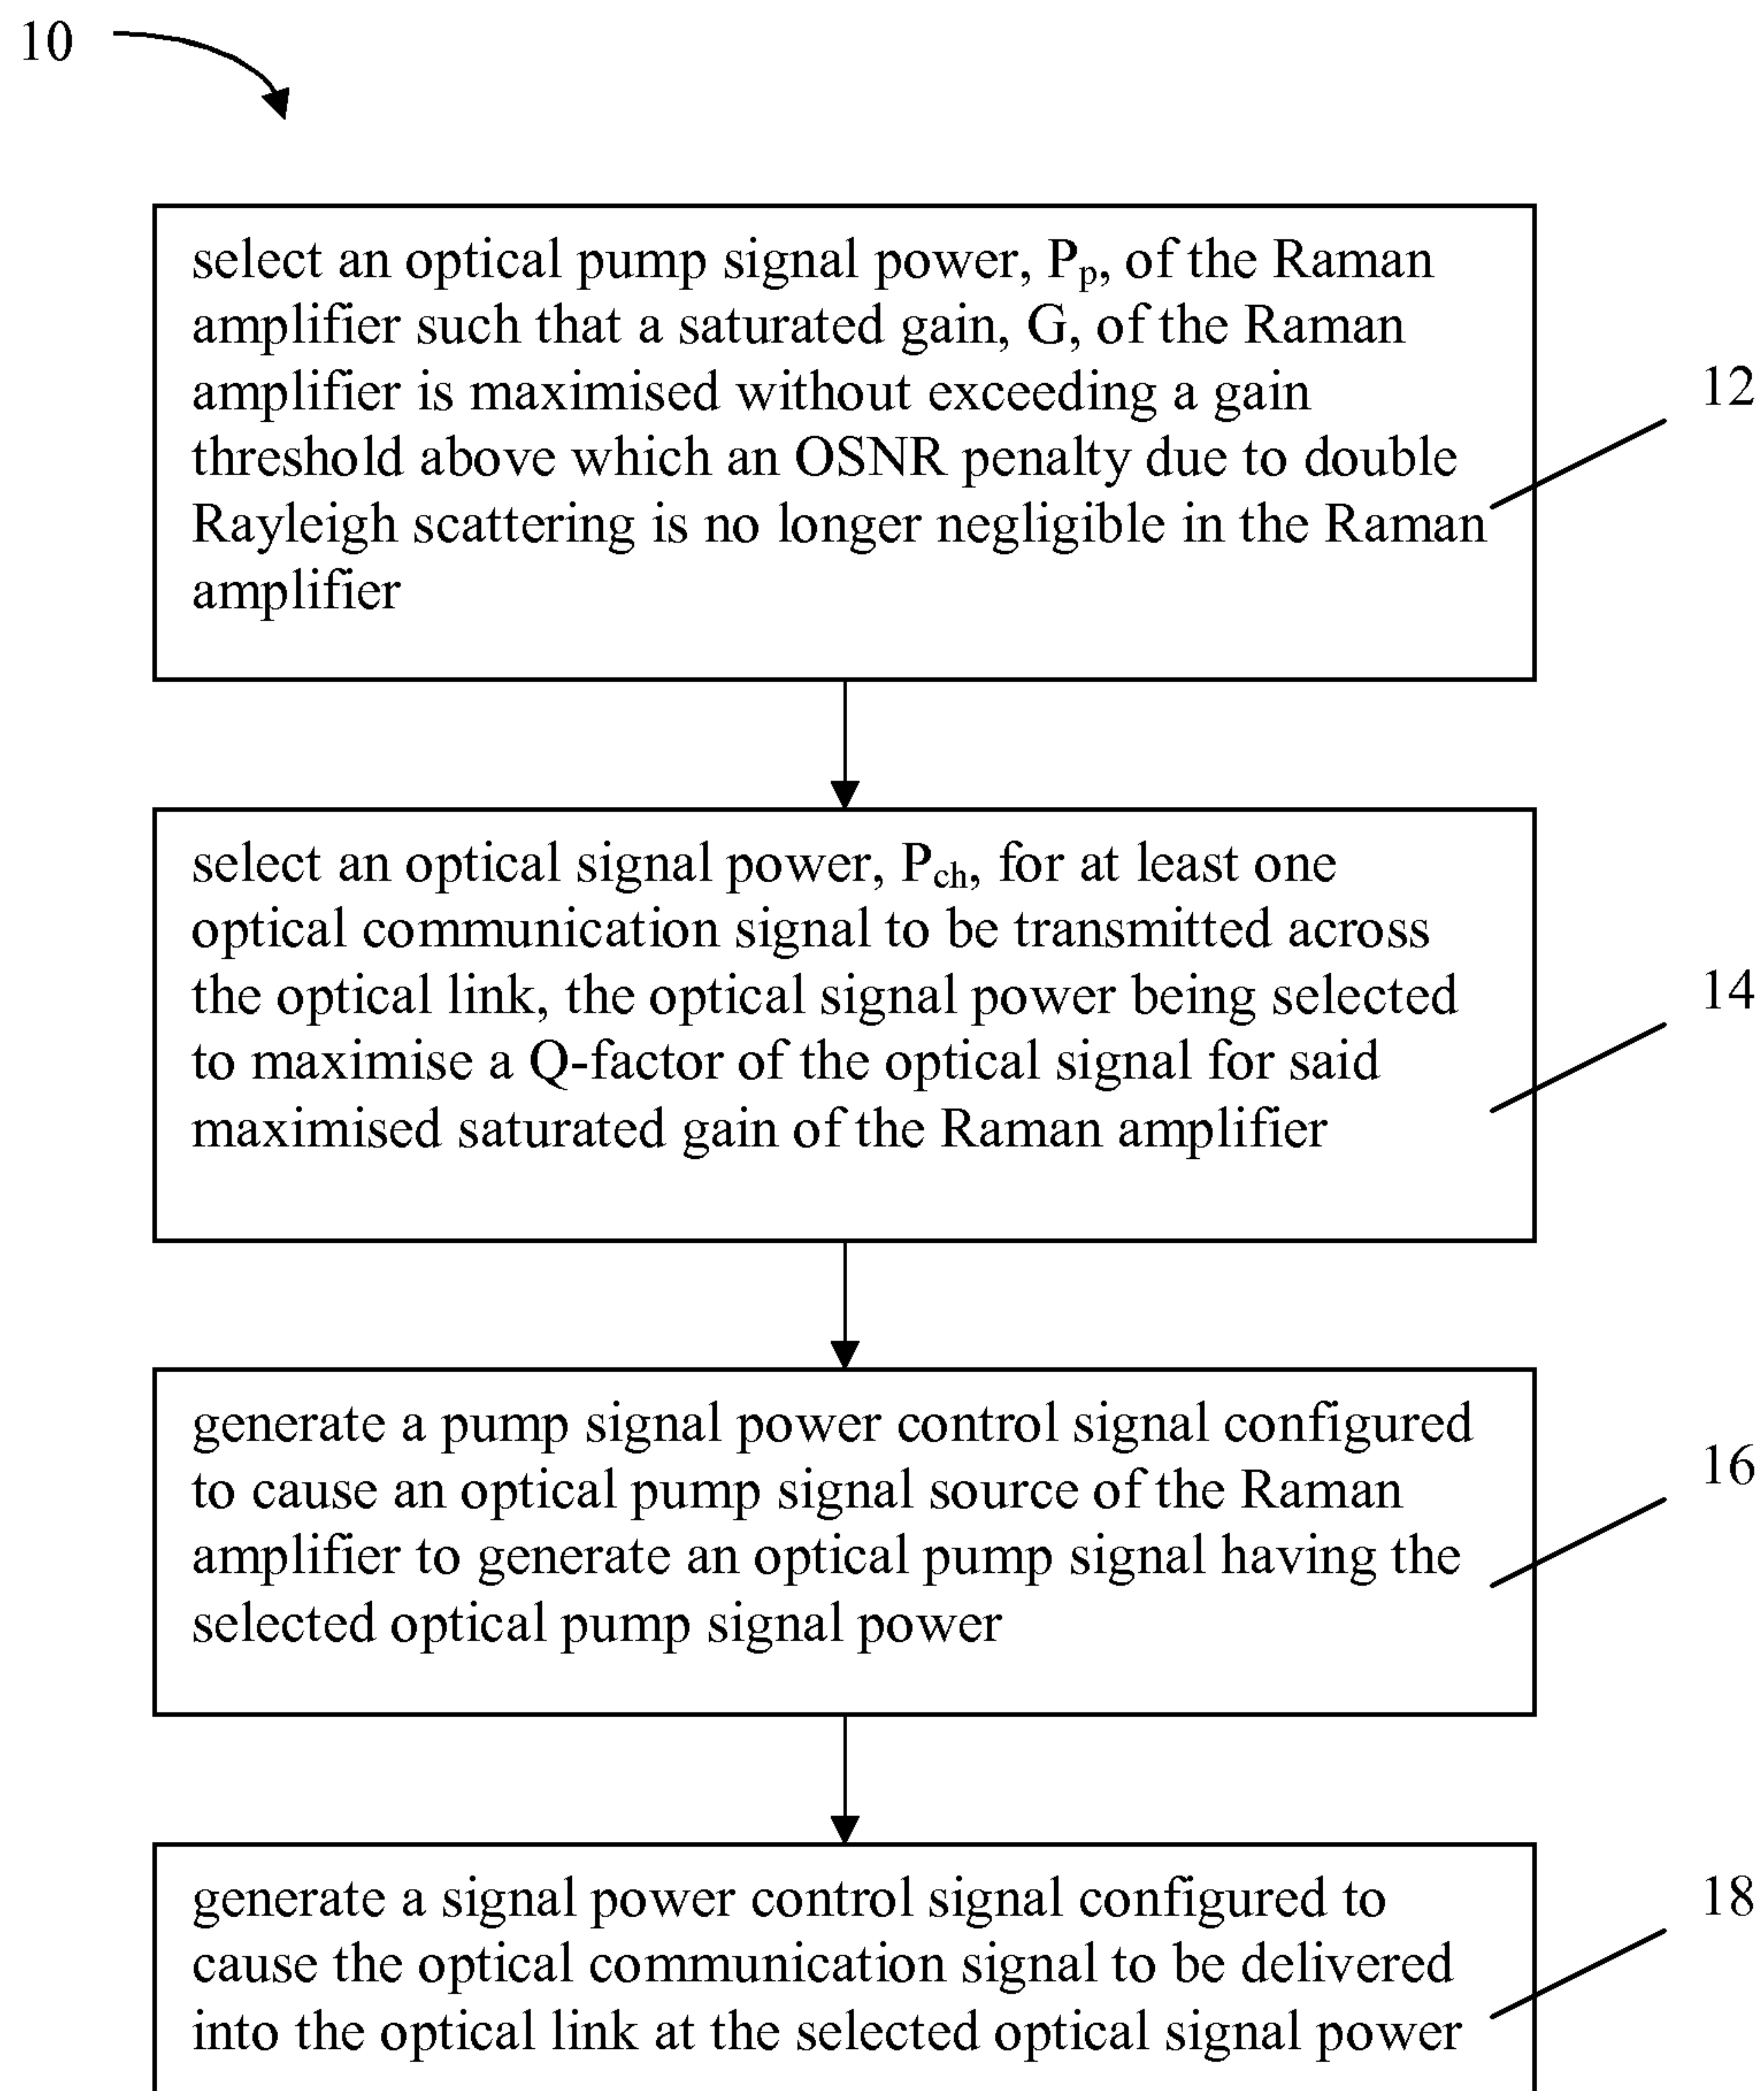 10
select an optical pump signal power, Pp, of the Raman
amplifier such that a saturated gain, G, of the Raman
amplifier is maximised without exceeding a gain
threshold above which an OSNR penalty due to double
Rayleigh scattering is no longer negligible in the Raman
amplifier
12
select an optical signal power, Pch, for at least one
optical communication signal to be transmitted across
the optical link, the optical signal power being selected
to maximise a Q-factor of the optical signal for said
maximised saturated gain of the Raman amplifier
14
generate a pump signal power control signal configured
to cause an optical pump signal source of the Raman
amplifier to generate an optical pump signal having the
selected optical pump signal power
16
generate a signal power control signal configured to
cause the optical communication signal to be delivered
into the optical link at the selected optical signal power
18